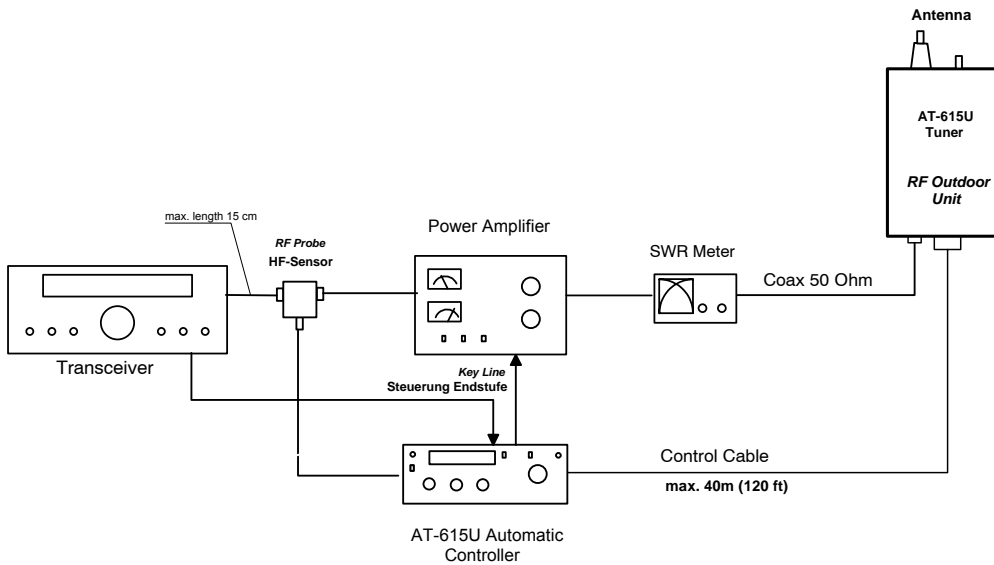 Antenna
AT-615U
Tuner
RF Outdoor
Unit
max. length 15 cm
RF Probe
HF-Sensor
Power Amplifier
SWR Meter
Coax 50 Ohm
Transceiver
Key Line
Steuerung Endstufe
Control Cable
max. 40m (120 ft)
AT-615U Automatic
Controller